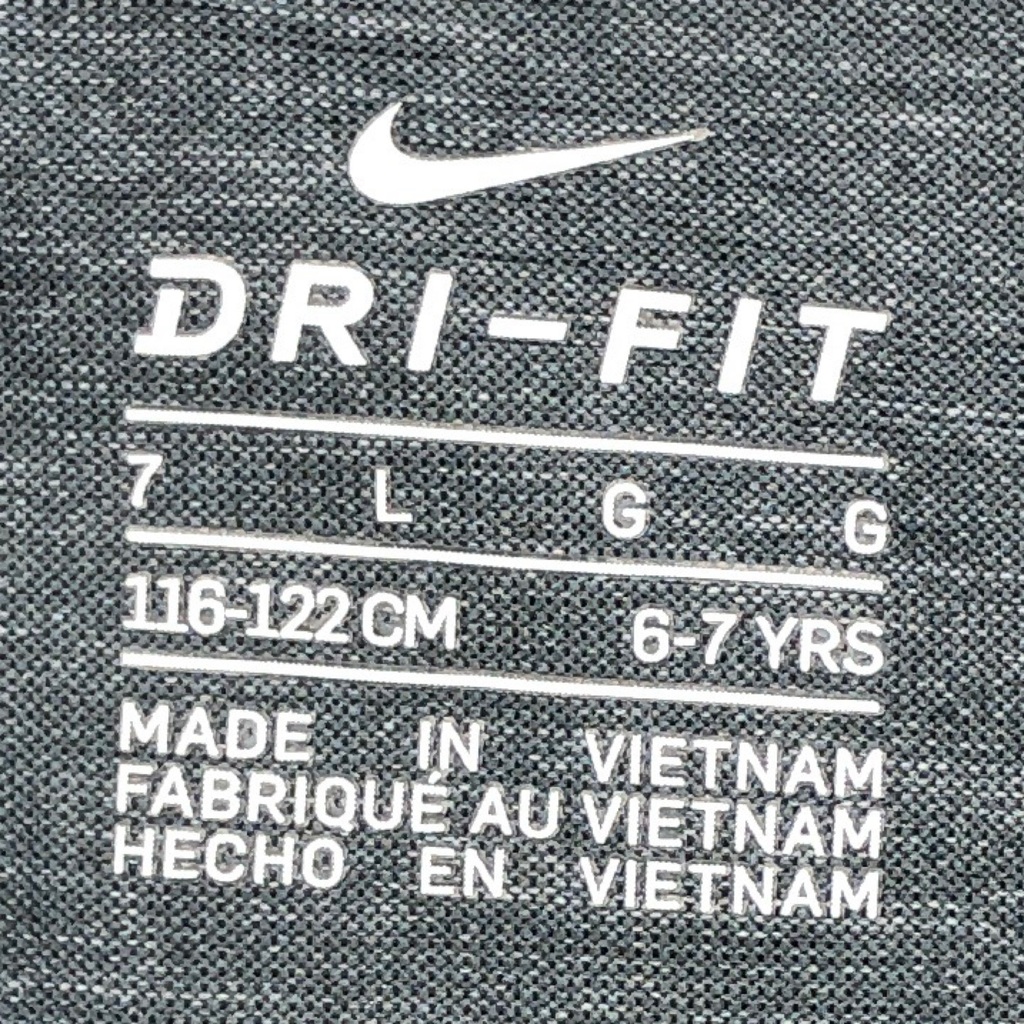 DRI-FIT
7 L G G
116-122 CM 6-7 YRS
MADE IN VIETNAM
FABRIQUÉ AU VIETNAM
HECHO EN VIETNAM